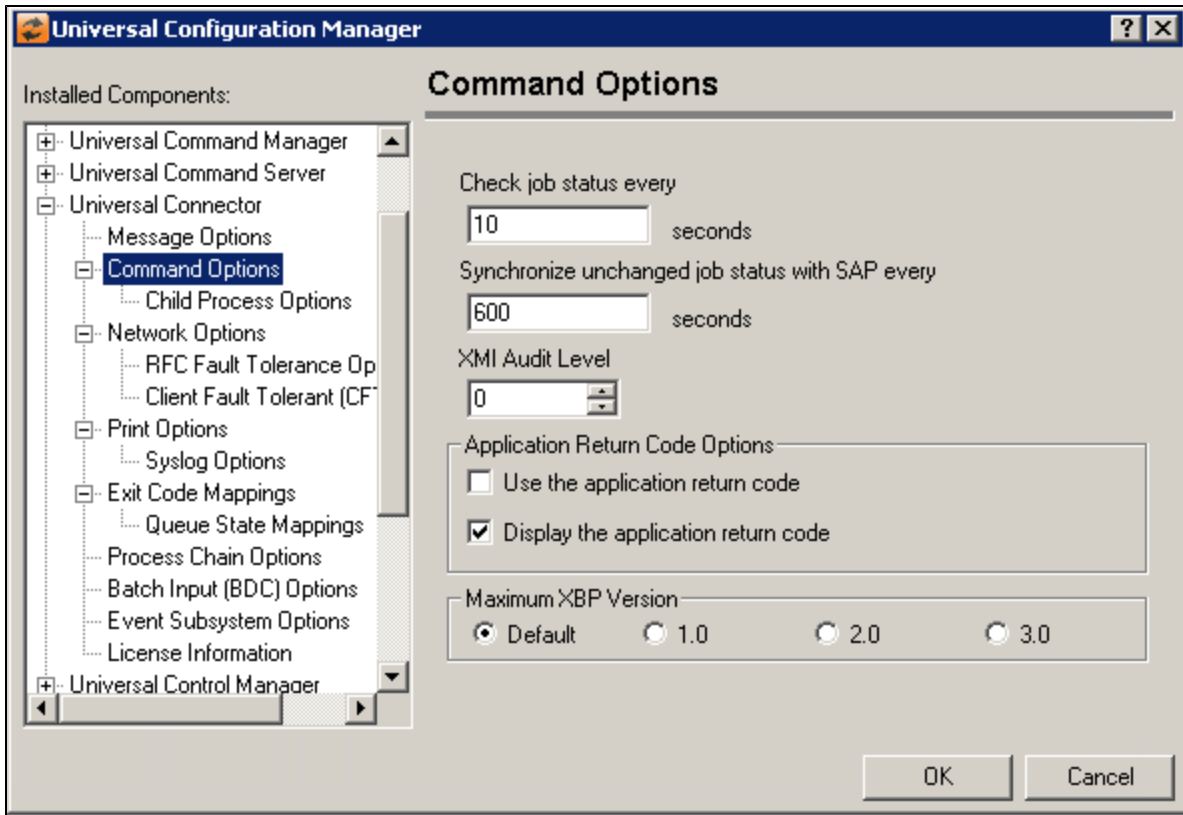 Universal Configuration Manager
Installed Components:
Universal Command Manager
Universal Command Server
Universal Connector
Message Options
Command Options
Child Process Options
Network Options
RFC Fault Tolerance Op
Client Fault Tolerant (CFT
Print Options
Syslog Options
Exit Code Mappings
Queue State Mappings
Process Chain Options
Batch Input (BDC) Options
Event Subsystem Options
License Information
Universal Control Manager
Command Options
Check job status every
10 seconds
Synchronize unchanged job status with SAP every
600 seconds
XMI Audit Level
0
Application Return Code Options
Use the application return code
Display the application return code
Maximum XBP Version
Default 1.0 2.0 3.0
OK Cancel